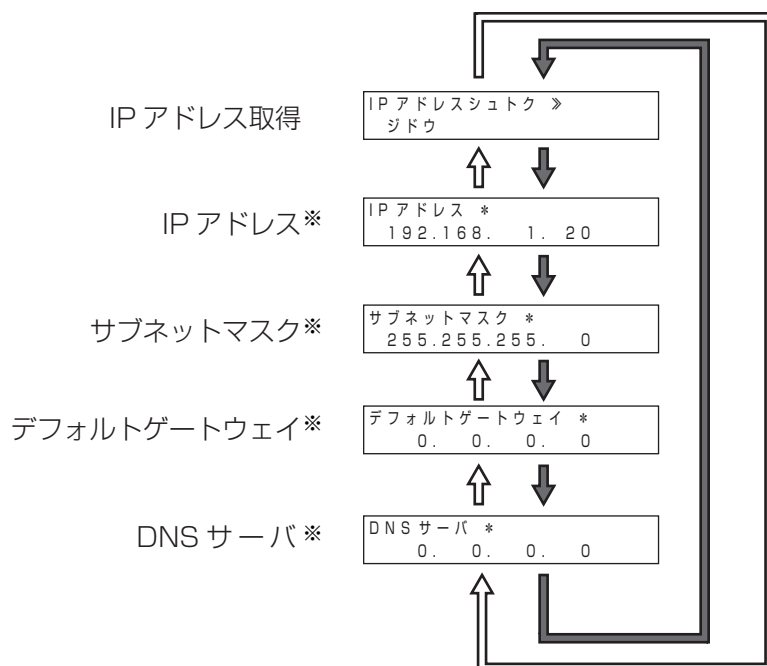 IP アドレス取得
IP アドレスシュトク 》
ジドウ
IP アドレス※
IP アドレス *
192.168. 1. 20
サブネットマスク※
サブネットマスク *
255.255.255. 0
デフォルトゲートウェイ※
デフォルトゲートウェイ *
0. 0. 0. 0
DNS サーバ※
DNS サーバ *
0. 0. 0. 0